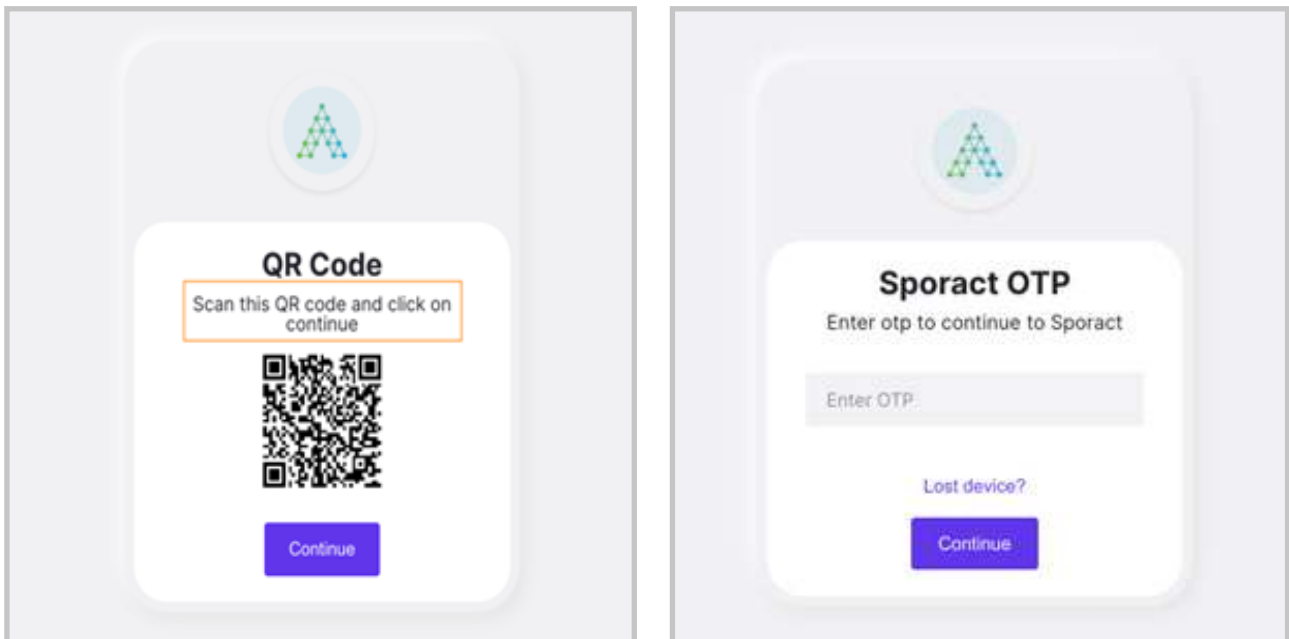 QR Code
Scan this QR code and click on
continue
Continue
Sporact OTP
Enter otp to continue to Sporact
Enter OTP
Lost device?
Continue